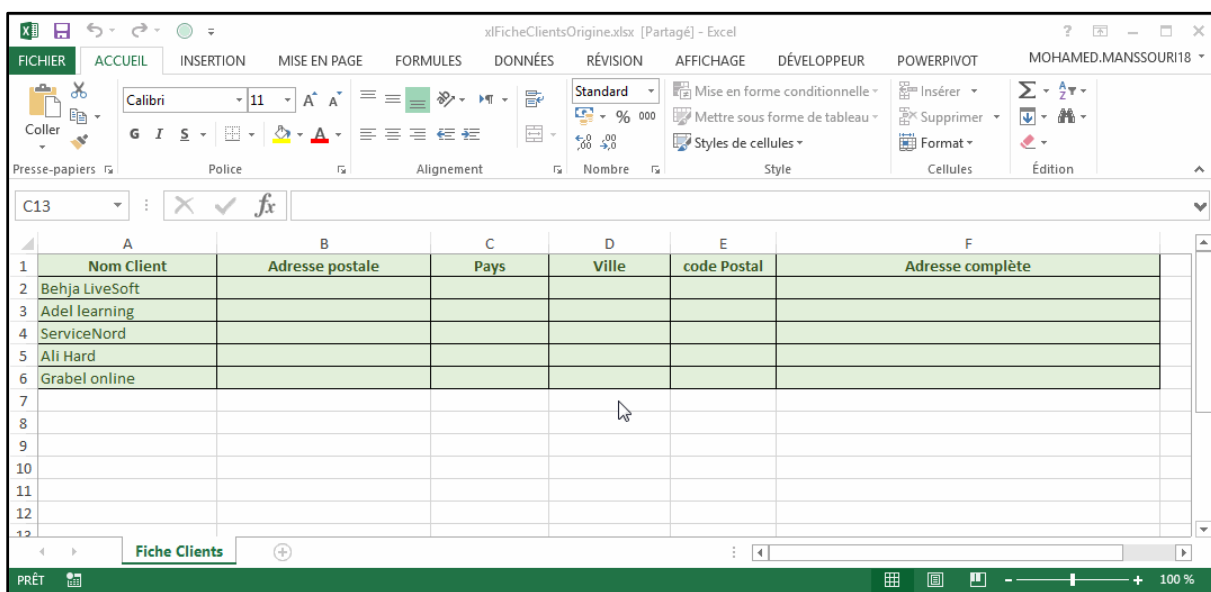 xlFicheClientsOrigine.xlsx [Partagé] - Excel
?
FICHIER ACCUEIL INSERTION MISE EN PAGE FORMULES DONNÉES RÉVISION AFFICHAGE DÉVELOPPEUR POWERPIVOT MOHAMED.MANSSOURI18
Coller
Calibri 11
G I S
Standard
% 000
Mise en forme conditionnelle
Mettre sous forme de tableau
Styles de cellules
Insérer
Supprimer
Format
Presse-papiers Police Alignement Nombre Style Cellules Édition
C13 fx
A B C D E F
1 Nom Client Adresse postale Pays Ville code Postal Adresse complète
2 Behja LiveSoft
3 Adel learning
4 ServiceNord
5 Ali Hard
6 Grabel online
7
8
9
10
11
12
13
Fiche Clients
PRÊT 100 %